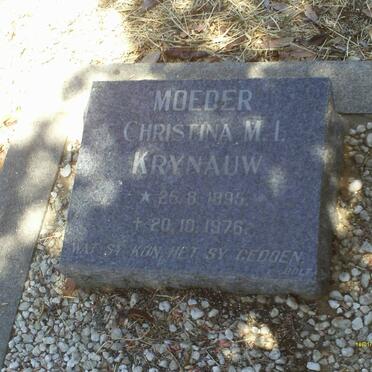 MOEDER
CHRISTINA M. I.
KRYNAUW
* 26.8.1895.
+ 20.10.1976.
WAT SY KON, HET SY GEDOEN.